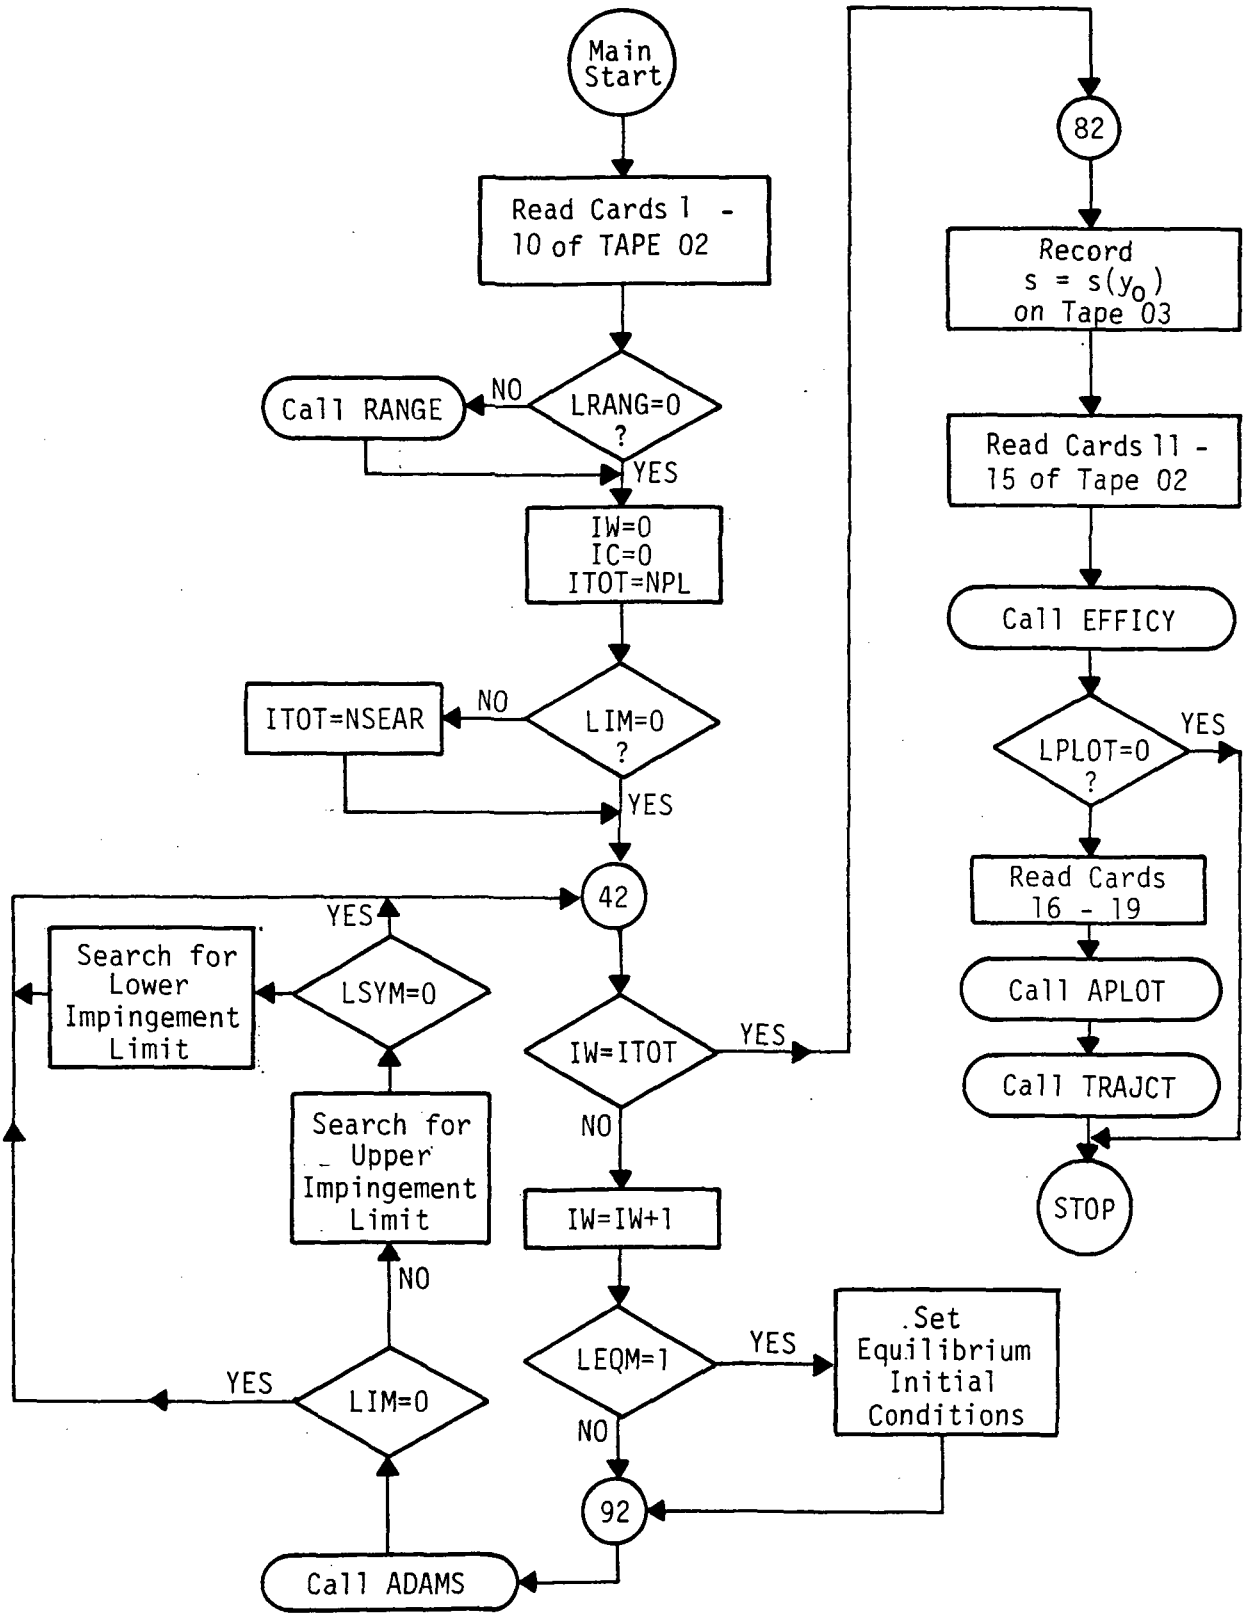 Main
Start
Read Cards 1 -
10 of TAPE 02
LRANG=0
?
NO
Call RANGE
YES
IW=0
IC=0
ITOT=NPL
LIM=0
?
NO
ITOT=NSEAR
YES
42
IW=ITOT
YES
NO
IW=IW+1
LEQM=1
YES
Set
Equilibrium
Initial
Conditions
NO
92
Call ADAMS
LIM=0
YES
NO
Search for
Upper
Impingement
Limit
LSYM=0
YES
Search for
Lower
Impingement
Limit
82
Record
s = s(y₀)
on Tape 03
Read Cards 11 -
15 of Tape 02
Call EFFICY
LPLOT=0
?
YES
Read Cards
16 - 19
Call APLOT
Call TRAJCT
STOP